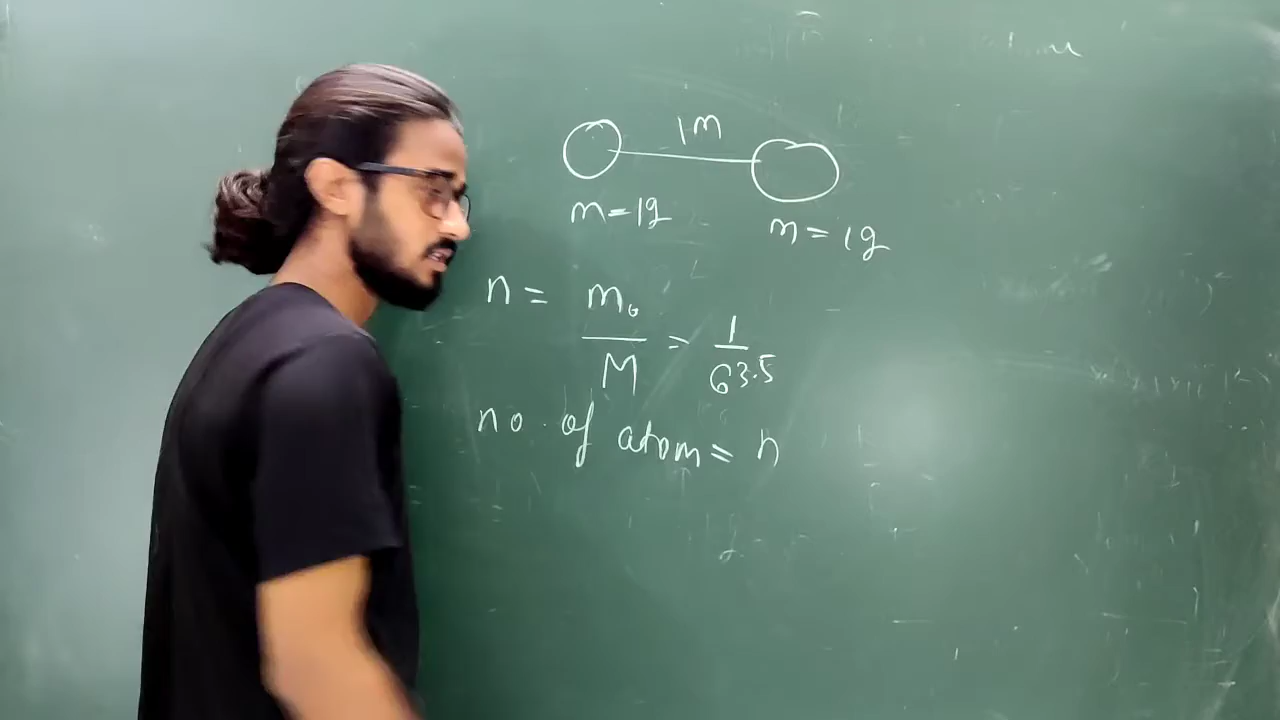 1m
m=1g
m=1g
n = m₀/M = 1/63.5
no. of atom = n